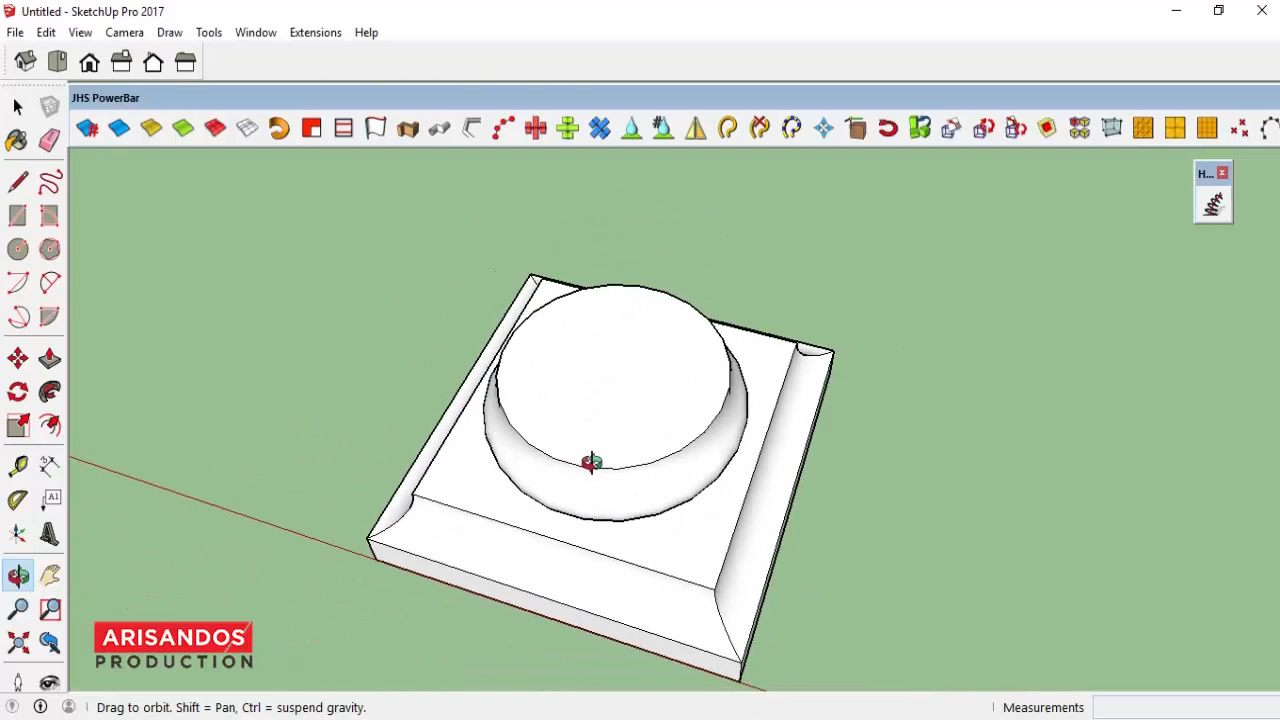 Untitled - SketchUp Pro 2017
File Edit View Camera Draw Tools Window Extensions Help
JHS PowerBar
H...
A1
ARISANDOS
PRODUCTION
Drag to orbit. Shift = Pan, Ctrl = suspend gravity.
Measurements